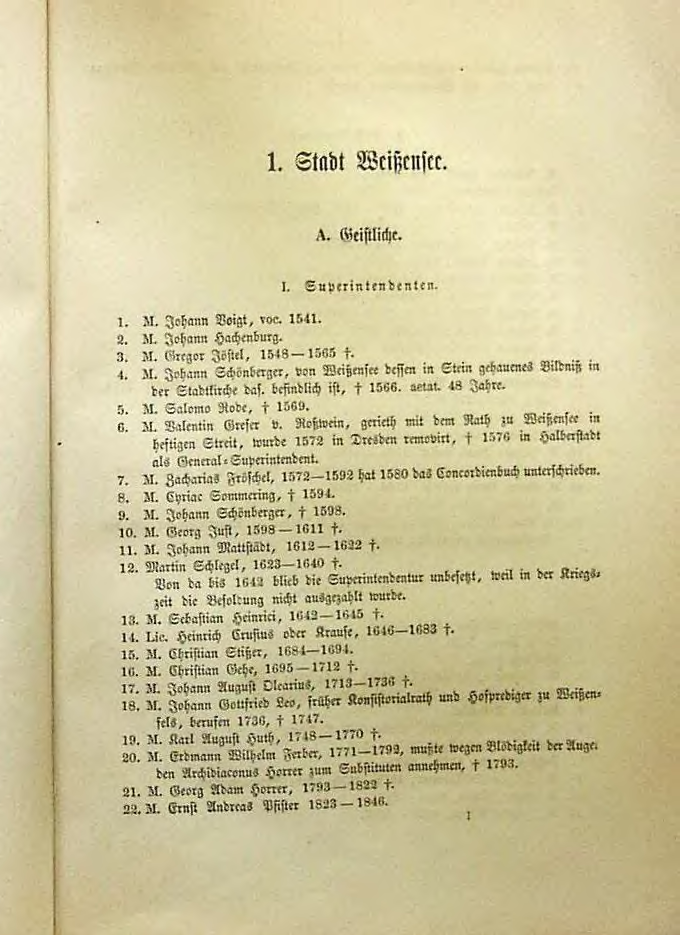 1. Stadt Weißensee.
A. Geistliche.
I. Superintendenten.
1. M. Johann Voigt, voc. 1541.
2. M. Johann Hachenburg.
3. M. Gregor Jöstel, 1548—1565 †.
4. M. Johann Schönberger, von Weißensee dessen in Stein gehauenes Bildniß in
der Stadtkirche das. befindlich ist, † 1566. aetat. 48 Jahre.
5. M. Salomo Rode, † 1569.
6. M. Valentin Greser v. Roßwein, gerieth mit dem Rath zu Weißensee in
heftigen Streit, wurde 1572 in Dresden removirt, † 1576 in Halberstadt
als General-Superintendent.
7. M. Zacharias Fröschel, 1572—1592 hat 1580 das Concordienbuch unterschrieben.
8. M. Cyriac Sommering, † 1594.
9. M. Johann Schönberger, † 1598.
10. M. Georg Just, 1598—1611 †.
11. M. Johann Mattstädt, 1612—1622 †.
12. Martin Schlegel, 1623—1640 †.
Von da bis 1642 blieb die Superintendentur unbesetzt, weil in der Kriegs-
zeit die Besoldung nicht ausgezahlt wurde.
13. M. Sebastian Heinrici, 1642—1645 †.
14. Lic. Heinrich Crusius oder Krause, 1646—1683 †.
15. M. Christian Stißer, 1684—1694.
16. M. Christian Gehe, 1695—1712 †.
17. M. Johann August Olearius, 1713—1736 †.
18. M. Johann Gottfried Leo, früher Konsistorialrath und Hofprediger zu Weißen-
fels, berufen 1736, † 1747.
19. M. Karl August Huth, 1748—1770 †.
20. M. Erdmann Wilhelm Ferber, 1771—1792, mußte wegen Blödigkeit der Auge.
den Archidiaconus Horrer zum Substituten annehmen, † 1793.
21. M. Georg Adam Horrer, 1793—1822 †.
22. M. Ernst Andreas Pfister 1823—1846.
1